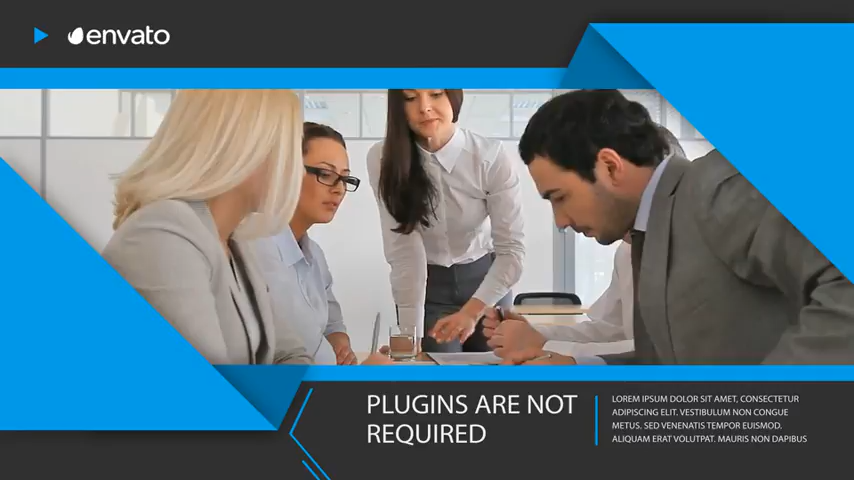 envato
PLUGINS ARE NOT
REQUIRED
LOREM IPSUM DOLOR SIT AMET, CONSECTETUR
ADIPISCING ELIT. VESTIBULUM NON CONGUE
METUS. SED VENENATIS TEMPOR EUISMOD.
ALIQUAM ERAT VOLUTPAT. MAURIS NON DAPIBUS